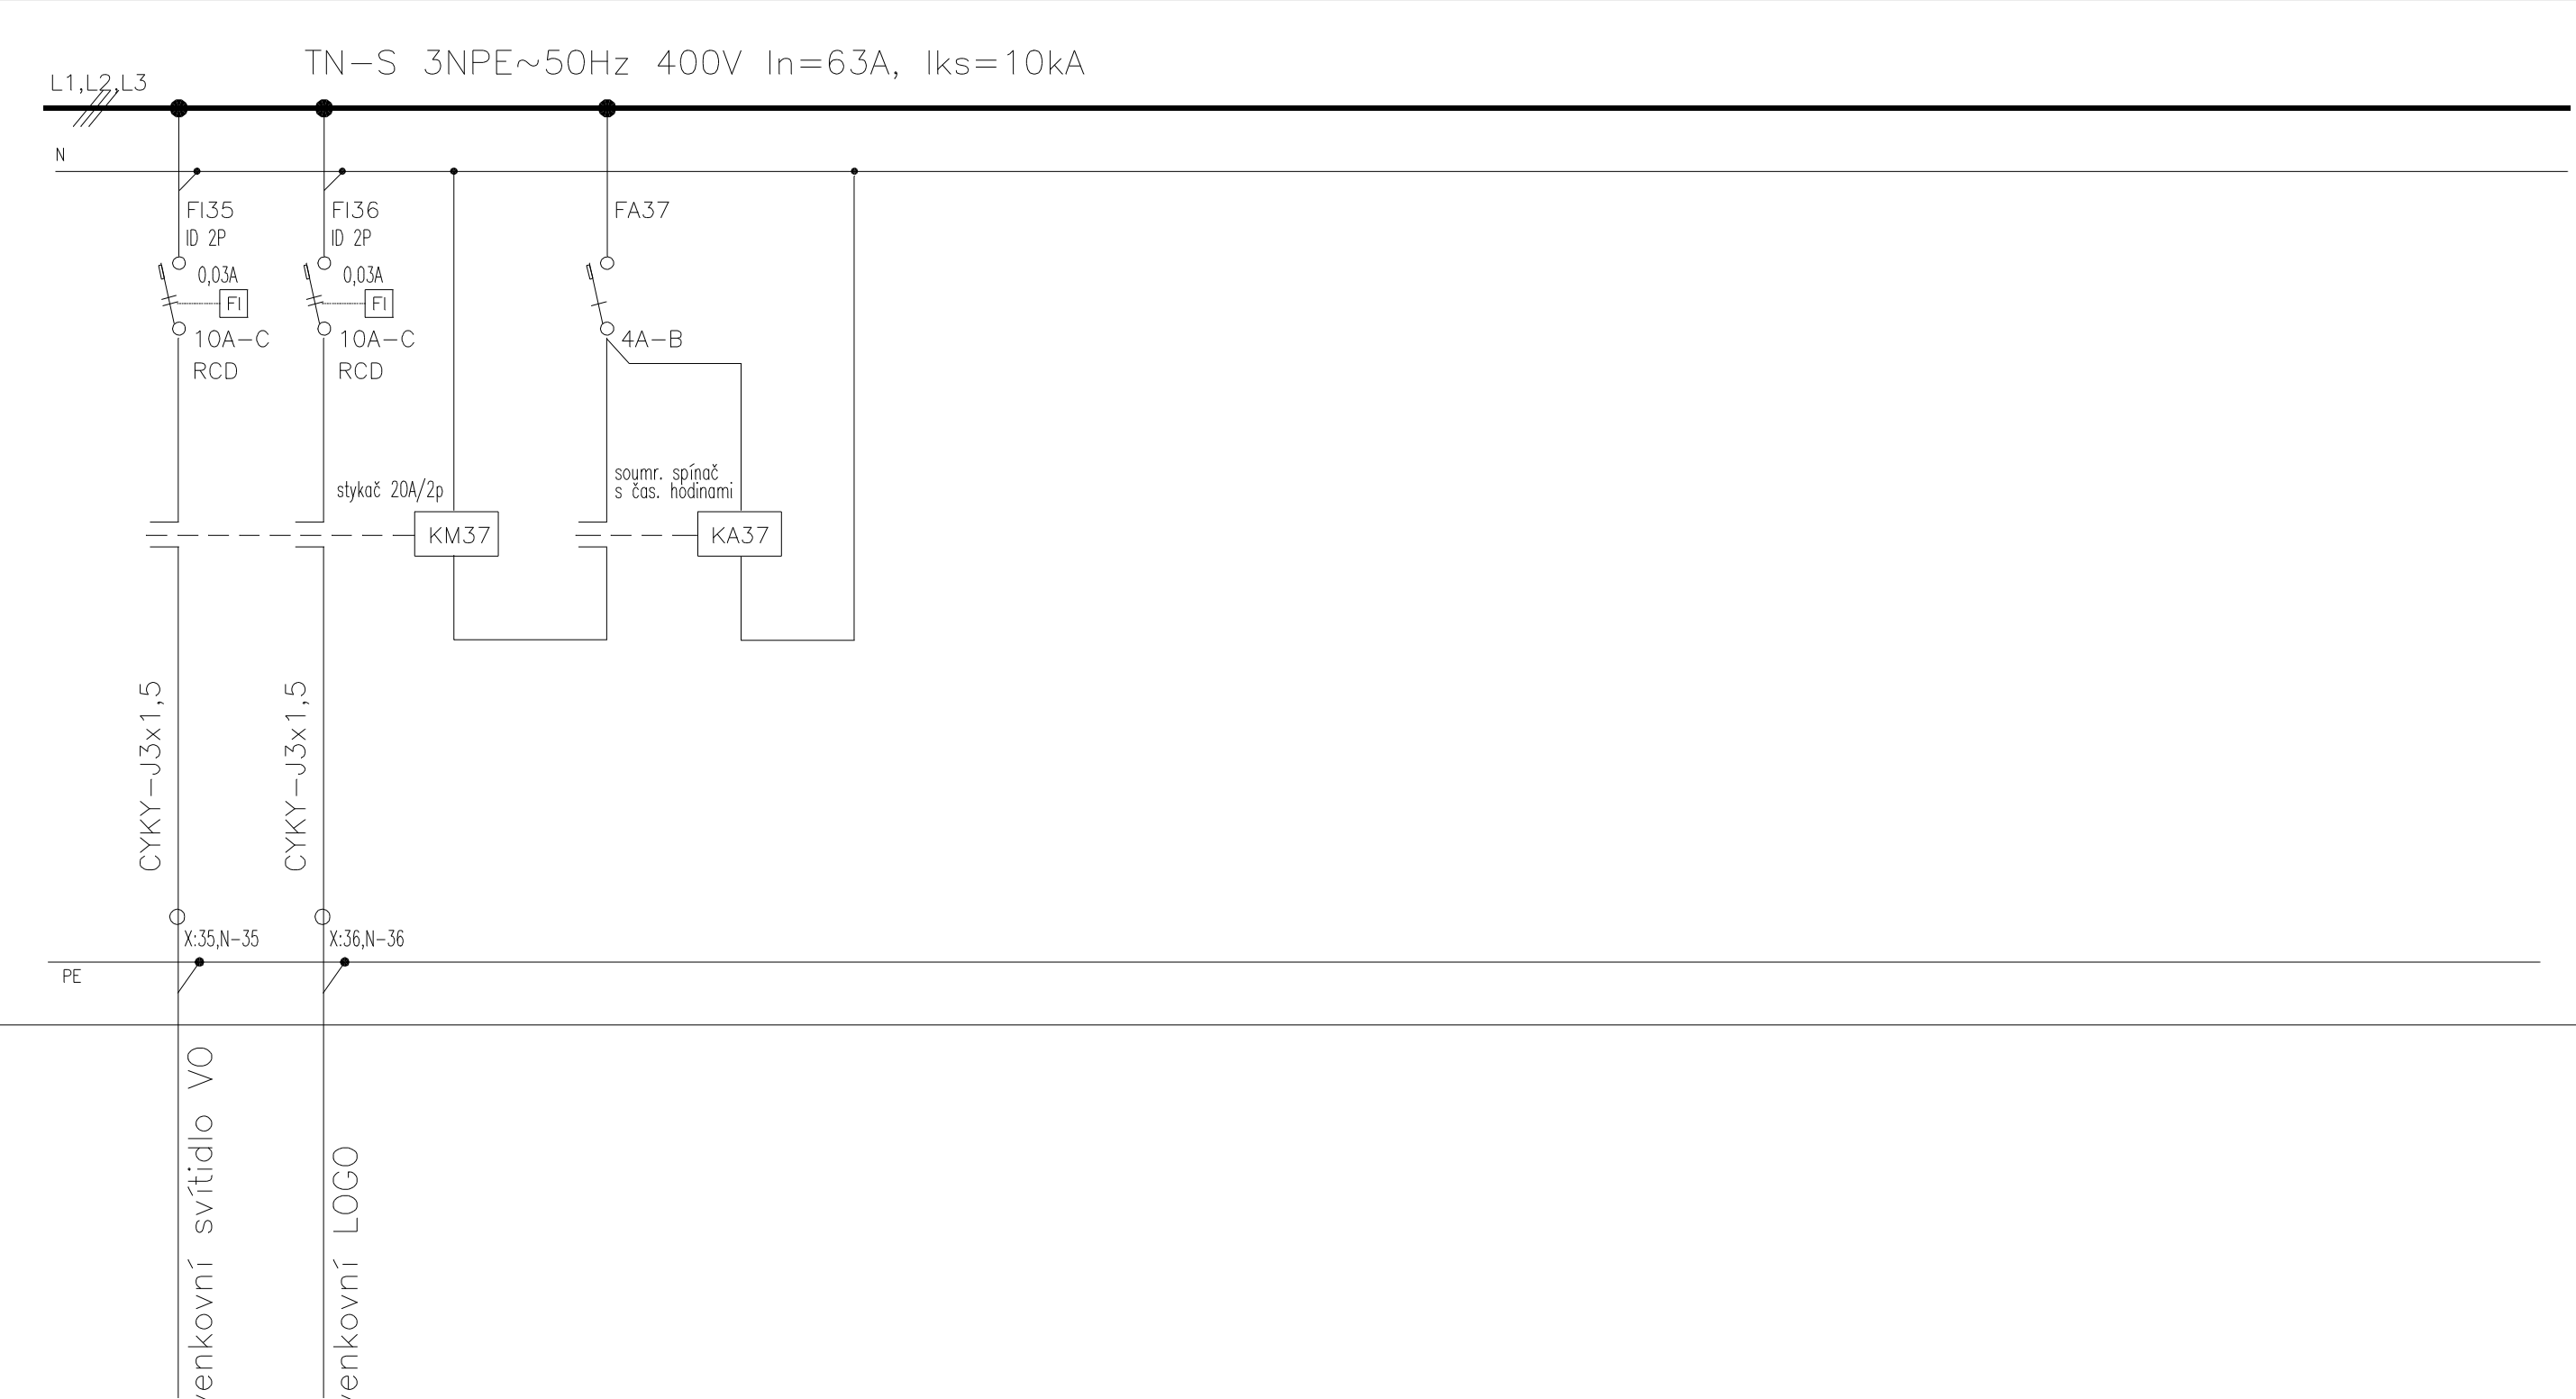 TN-S 3NPE~50Hz 400V In=63A, Iks=10kA
L1,L2,L3
N
FI35
ID 2P
0,03A
FI
10A-C
RCD
FI36
ID 2P
0,03A
FI
10A-C
RCD
FA37
4A-B
stykač 20A/2p
KM37
soumr. spínač
s čas. hodinami
KA37
CYKY-J3x1,5
CYKY-J3x1,5
X:35,N-35
X:36,N-36
PE
venkovní svítidlo VO
venkovní LOGO